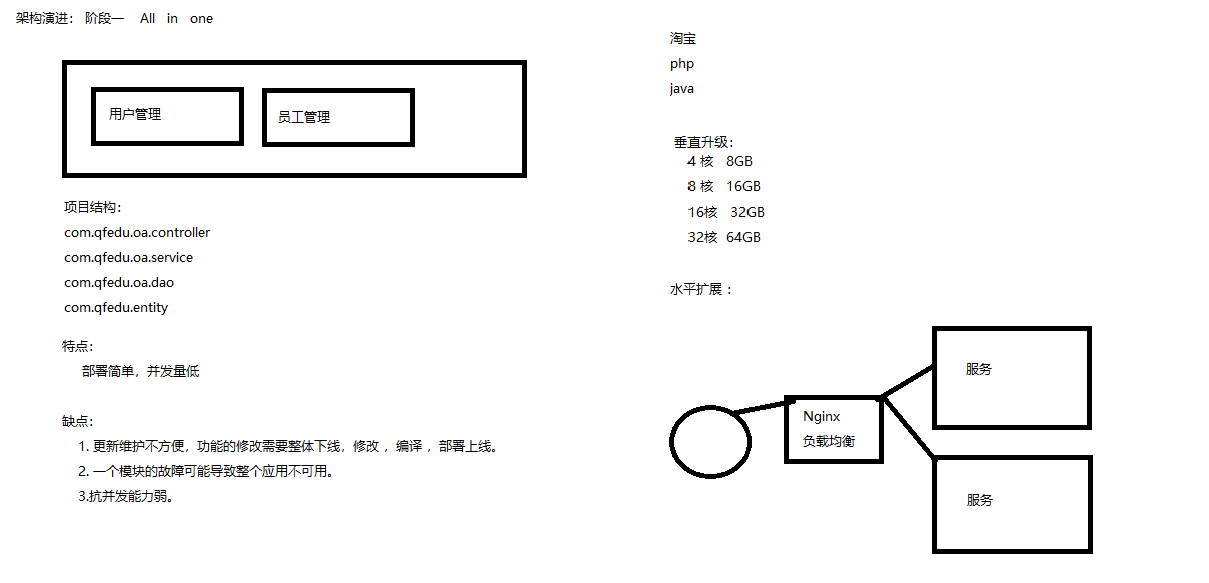 架构演进： 阶段一 All in one
用户管理
员工管理
项目结构：
com.qfedu.oa.controller
com.qfedu.oa.service
com.qfedu.oa.dao
com.qfedu.entity
特点：
部署简单，并发量低
缺点：
1. 更新维护不方便，功能的修改需要整体下线，修改 ，编译 ，部署上线。
2. 一个模块的故障可能导致整个应用不可用。
3.抗并发能力弱。
淘宝
php
java
垂直升级：
4 核 8GB
8 核 16GB
16核 32GB
32核 64GB
水平扩展 ：
服务
Nginx
负载均衡
服务